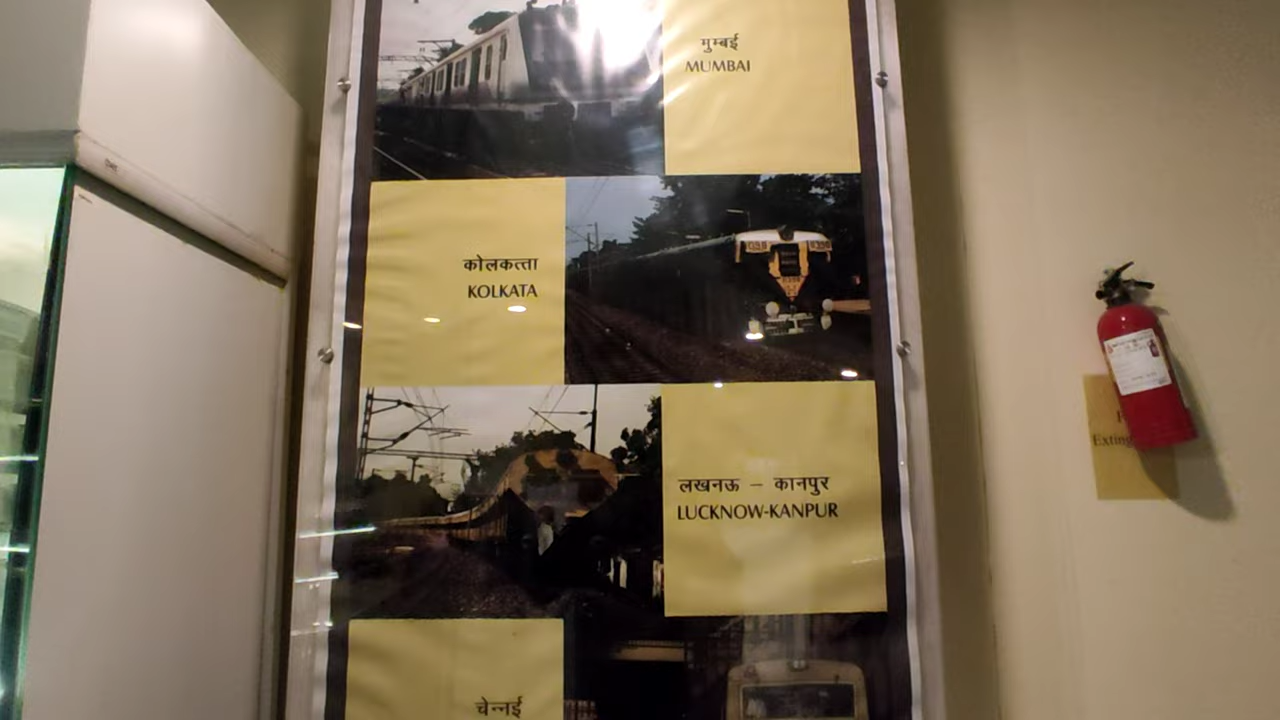 मुम्बई
MUMBAI
कोलकत्ता
KOLKATA
लखनऊ – कानपुर
LUCKNOW-KANPUR
चेन्नई